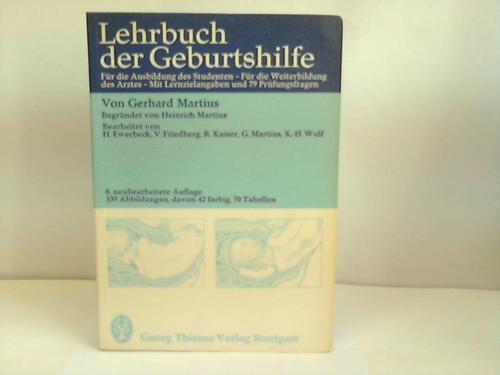 Lehrbuch
der Geburtshilfe
Für die Ausbildung des Studenten – Für die Weiterbildung
des Arztes – Mit Lernzielangaben und 79 Prüfungsfragen
Von Gerhard Martius
Begründet von Heinrich Martius
Bearbeitet von
H. Ewerbeck, V. Friedberg, R. Kaiser, G. Martius, K.-H. Wulf
8. neubearbeitete Auflage
339 Abbildungen, davon 42 farbig, 70 Tabellen
Georg Thieme Verlag Stuttgart